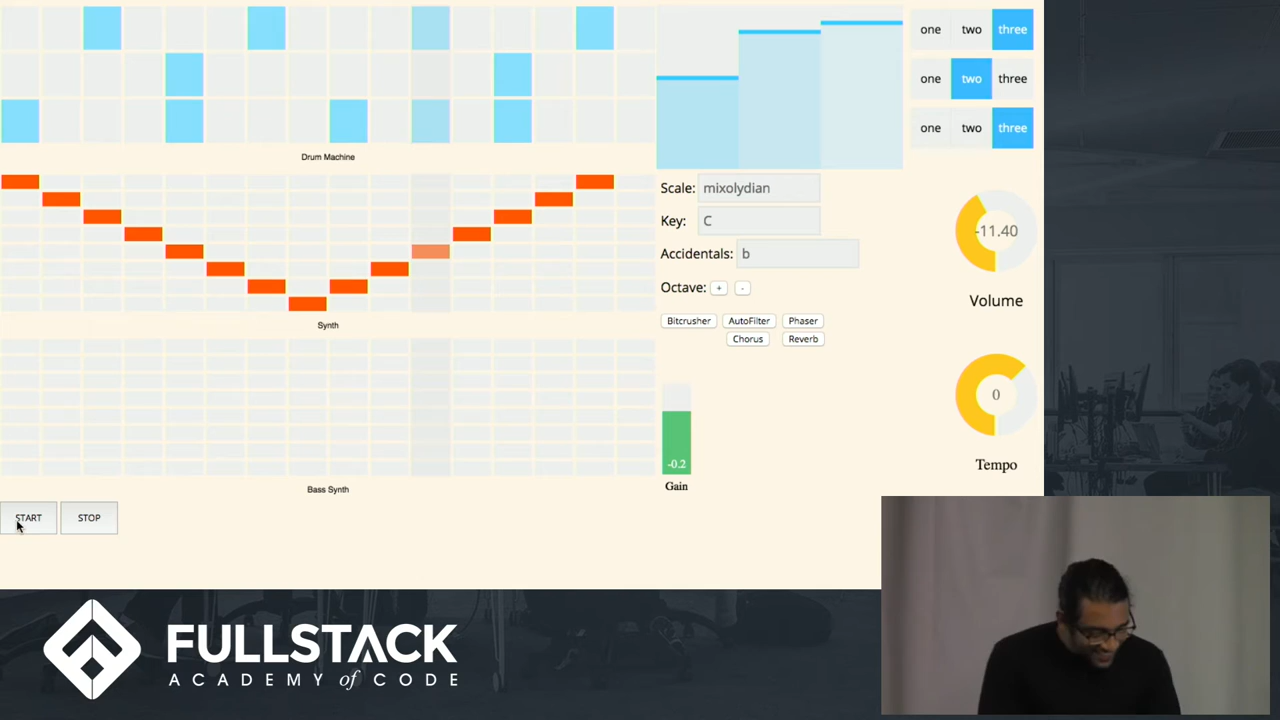 one two three
one two three
one two three
Drum Machine
Scale: mixolydian
Key: C
Accidentals: b
Octave: + -
Bitcrusher AutoFilter Phaser
Chorus Reverb
-11.40
Volume
Synth
0
Tempo
-0.2
Gain
Bass Synth
START STOP
FULLSTACK
ACADEMY of CODE